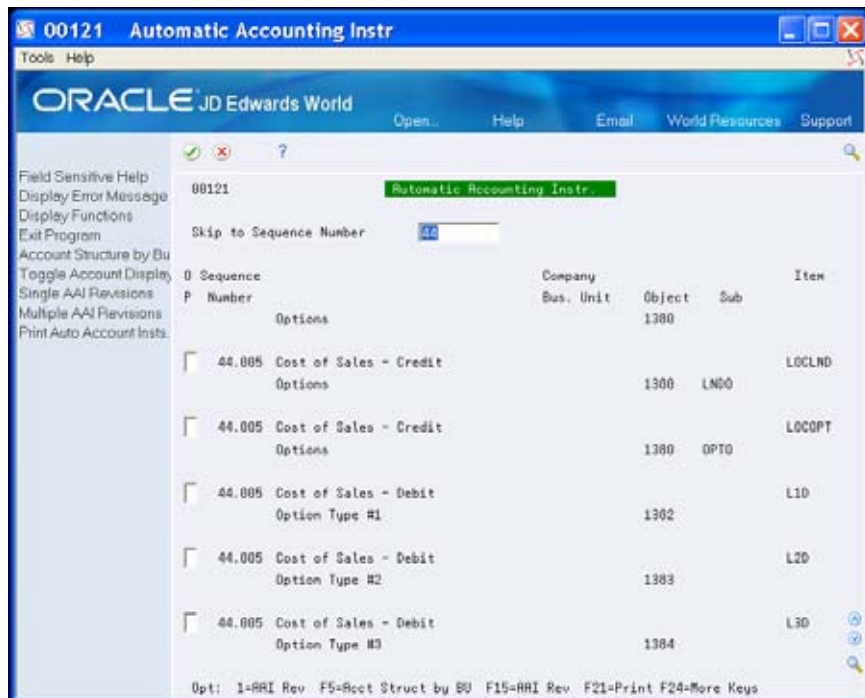 00121 Automatic Accounting Instr
Tools Help
ORACLE JD Edwards World
Open... Help Email World Resources Support
?
Field Sensitive Help
Display Error Message
Display Functions
Exit Program
Account Structure by Bu
Toggle Account Display
Single AAI Revisions
Multiple AAI Revisions
Print Auto Account Insts.
00121 Automatic Accounting Instr.
Skip to Sequence Number 44
O Sequence Company Item
P Number Bus. Unit Object Sub
Options 1380
44.005 Cost of Sales - Credit LOCLND
Options 1380 LNDO
44.005 Cost of Sales - Credit LOCOPT
Options 1380 OPTO
44.005 Cost of Sales - Debit L1D
Option Type #1 1382
44.005 Cost of Sales - Debit L2D
Option Type #2 1383
44.005 Cost of Sales - Debit L3D
Option Type #3 1384
Opt: 1=AAI Rev F5=Acct Struct by BU F15=AAI Rev F21=Print F24=More Keys